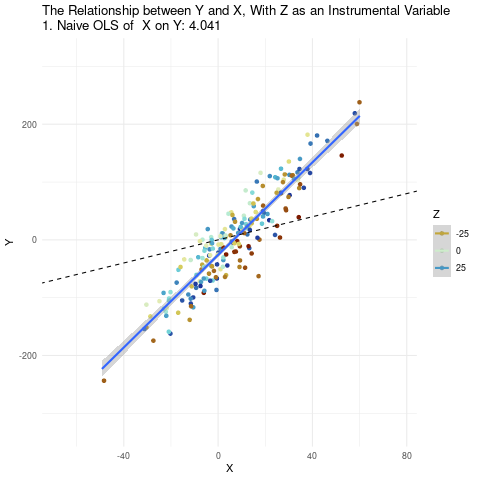 The Relationship between Y and X, With Z as an Instrumental Variable
1. Naive OLS of  X on Y: 4.041
200
0
-200
Y
-40
0
40
80
X
Z
-25
0
25